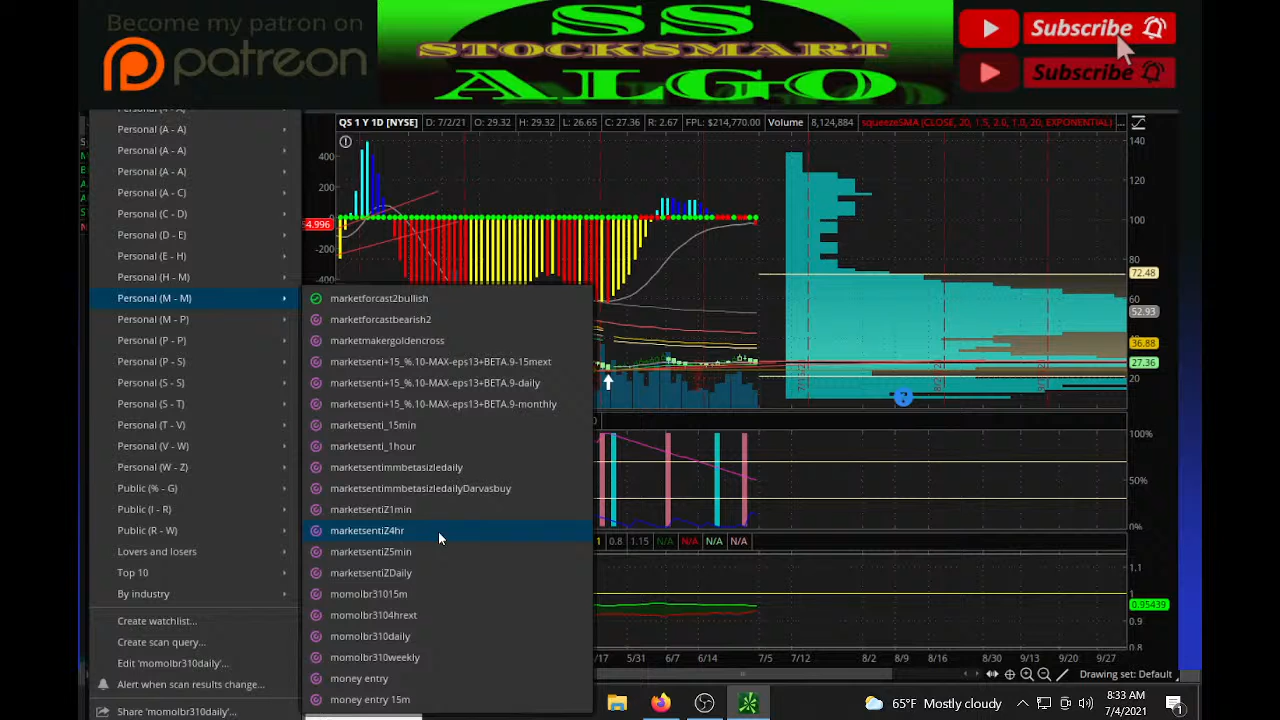 Become my patron on
patreon
SS
STOCKSMART
ALGO
Subscribe
Subscribe
Personal (A - A)
Personal (A - A)
Personal (A - A)
Personal (A - C)
Personal (C - D)
Personal (D - E)
Personal (E - H)
Personal (H - M)
Personal (M - M)
Personal (M - P)
Personal (P - P)
Personal (P - S)
Personal (S - S)
Personal (S - T)
Personal (T - V)
Personal (V - W)
Personal (W - Z)
Public (% - G)
Public (I - R)
Public (R - W)
Lovers and losers
Top 10
By industry
Create watchlist...
Create scan query...
Edit 'momolbr310daily'...
Alert when scan results change...
Share 'momolbr310daily'...
marketforcast2bullish
marketforcastbearish2
marketmakergoldencross
marketsenti+15_%.10-MAX-eps13+BETA.9-15mext
marketsenti+15_%.10-MAX-eps13+BETA.9-daily
marketsenti+15_%.10-MAX-eps13+BETA.9-monthly
marketsenti_15min
marketsenti_1hour
marketsentimmbetasizledaily
marketsentimmbetasizledailyDarvasbuy
marketsentiZ1min
marketsentiZ4hr
marketsentiZ5min
marketsentiZDaily
momolbr31015m
momolbr3104hrext
momolbr310daily
momolbr310weekly
money entry
money entry 15m
QS 1 Y 1D [NYSE] D: 7/2/21 O: 29.32 H: 29.32 L: 26.65 C: 27.36 R: 2.67 FPL: $214,770.00 Volume 8,124,884 squeezeSMA (CLOSE, 20, 1.5, 2.0, 1.0, 20, EXPONENTIAL) ...
400
200
4.996
-200
-400
140
120
100
80
72.48
60
52.93
36.88
27.36
20
100%
50%
0%
1 0.8 1.15 N/A N/A N/A N/A
1.1
1
0.95439
0.9
0.8
/17 5/31 6/7 6/14 7/5 7/12 8/2 8/9 8/16 8/30 9/3 9/20 9/27
Drawing set: Default
65°F Mostly cloudy
8:33 AM
7/4/2021
1